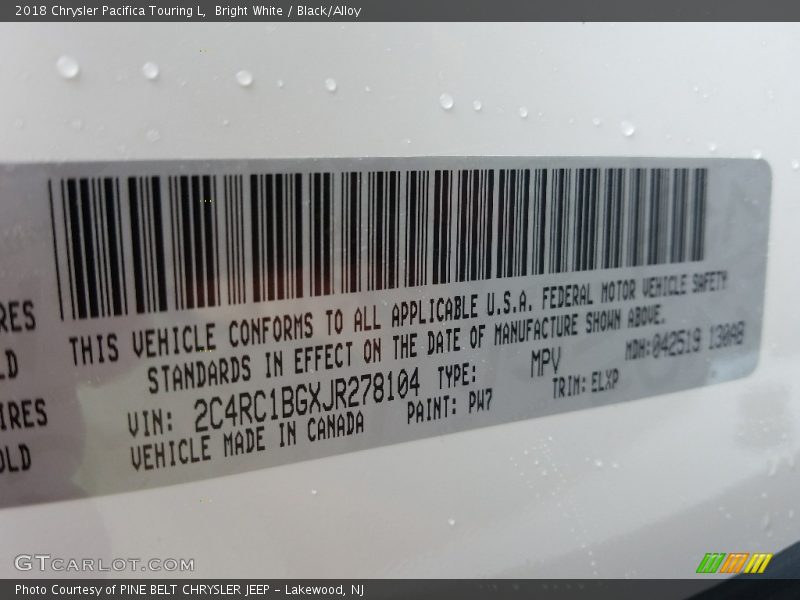 2018 Chrysler Pacifica Touring L, Bright White / Black/Alloy
RES
LD
IRES
OLD
THIS VEHICLE CONFORMS TO ALL APPLICABLE U.S.A. FEDERAL MOTOR VEHICLE SAFETY
STANDARDS IN EFFECT ON THE DATE OF MANUFACTURE SHOWN ABOVE.
VIN: 2C4RC1BGXJR278104 TYPE: MPV MDH:042519 130AB
VEHICLE MADE IN CANADA PAINT: PW7 TRIM: ELXP
GTCARLOT.COM
Photo Courtesy of PINE BELT CHRYSLER JEEP - Lakewood, NJ